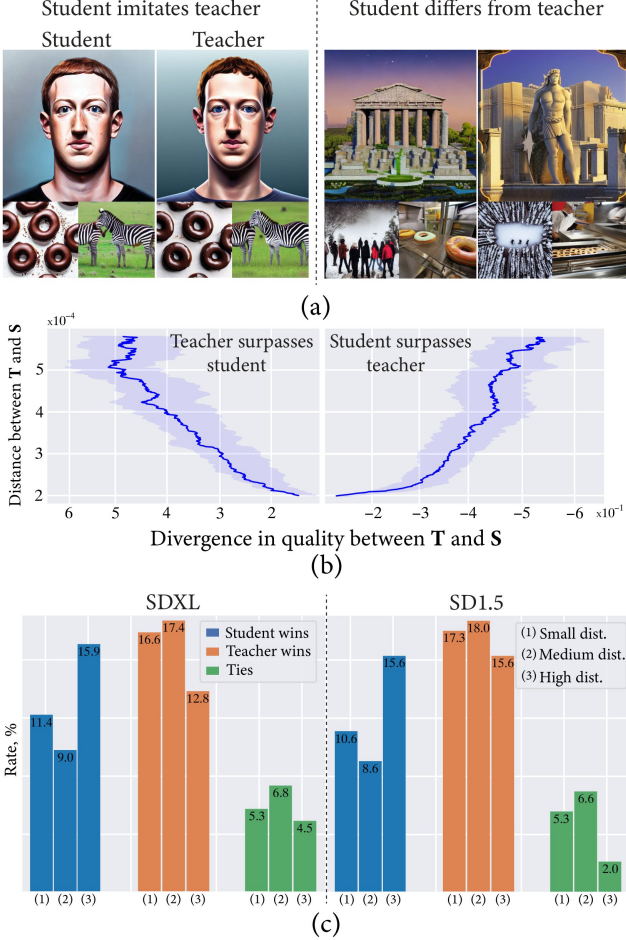 Student imitates teacher
Student differs from teacher
Student
Teacher
(a)
x10⁻⁴
Distance between T and S
5
4
3
2
Teacher surpasses
student
Student surpasses
teacher
6 5 4 3 2 −2 −3 −4 −5 −6 x10⁻¹
Divergence in quality between T and S
(b)
SDXL
SD1.5
Rate, %
Student wins
Teacher wins
Ties
(1) Small dist.
(2) Medium dist.
(3) High dist.
11.4 9.0 15.9 16.6 17.4 12.8 5.3 6.8 4.5
10.6 8.6 15.6 17.3 18.0 15.6 5.3 6.6 2.0
(1) (2) (3) (1) (2) (3) (1) (2) (3) (1) (2) (3) (1) (2) (3) (1) (2) (3)
(c)